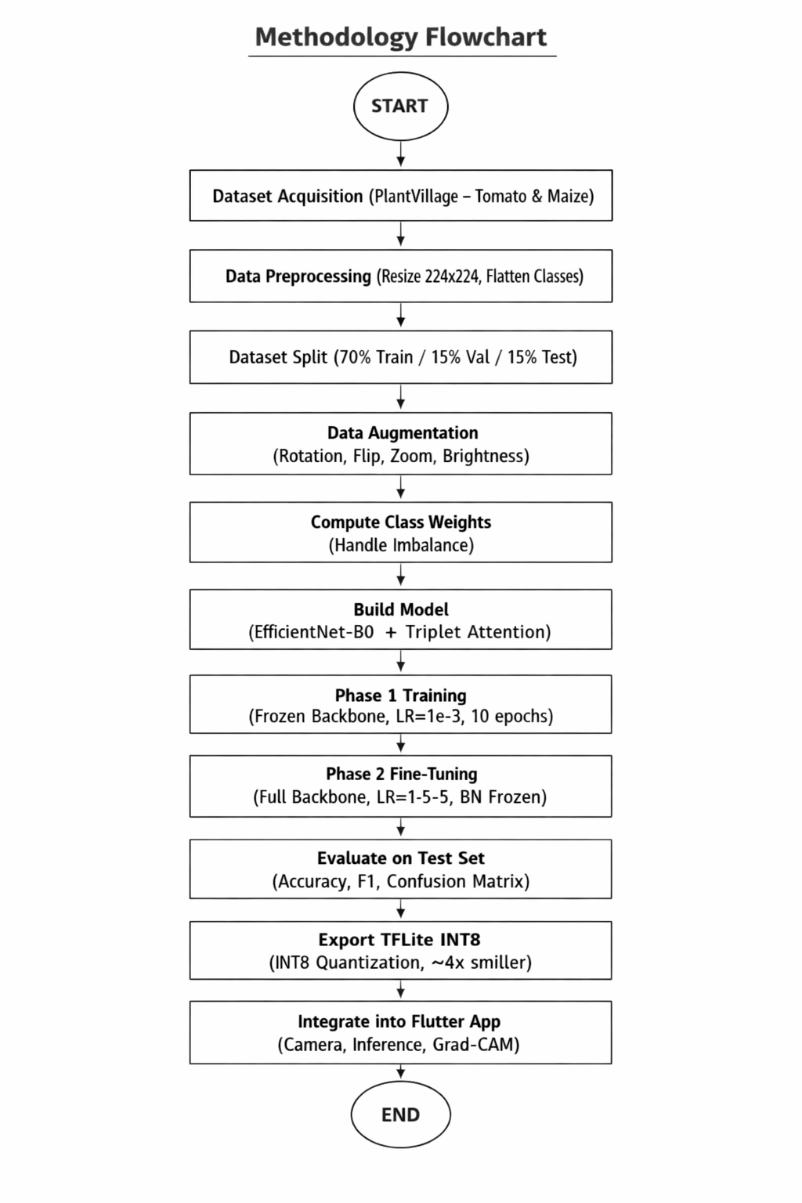 Methodology Flowchart
START
Dataset Acquisition (PlantVillage – Tomato & Maize)
Data Preprocessing (Resize 224x224, Flatten Classes)
Dataset Split (70% Train / 15% Val / 15% Test)
Data Augmentation
(Rotation, Flip, Zoom, Brightness)
Compute Class Weights
(Handle Imbalance)
Build Model
(EfficientNet-B0 + Triplet Attention)
Phase 1 Training
(Frozen Backbone, LR=1e-3, 10 epochs)
Phase 2 Fine-Tuning
(Full Backbone, LR=1-5-5, BN Frozen)
Evaluate on Test Set
(Accuracy, F1, Confusion Matrix)
Export TFLite INT8
(INT8 Quantization, ~4x smiller)
Integrate into Flutter App
(Camera, Inference, Grad-CAM)
END